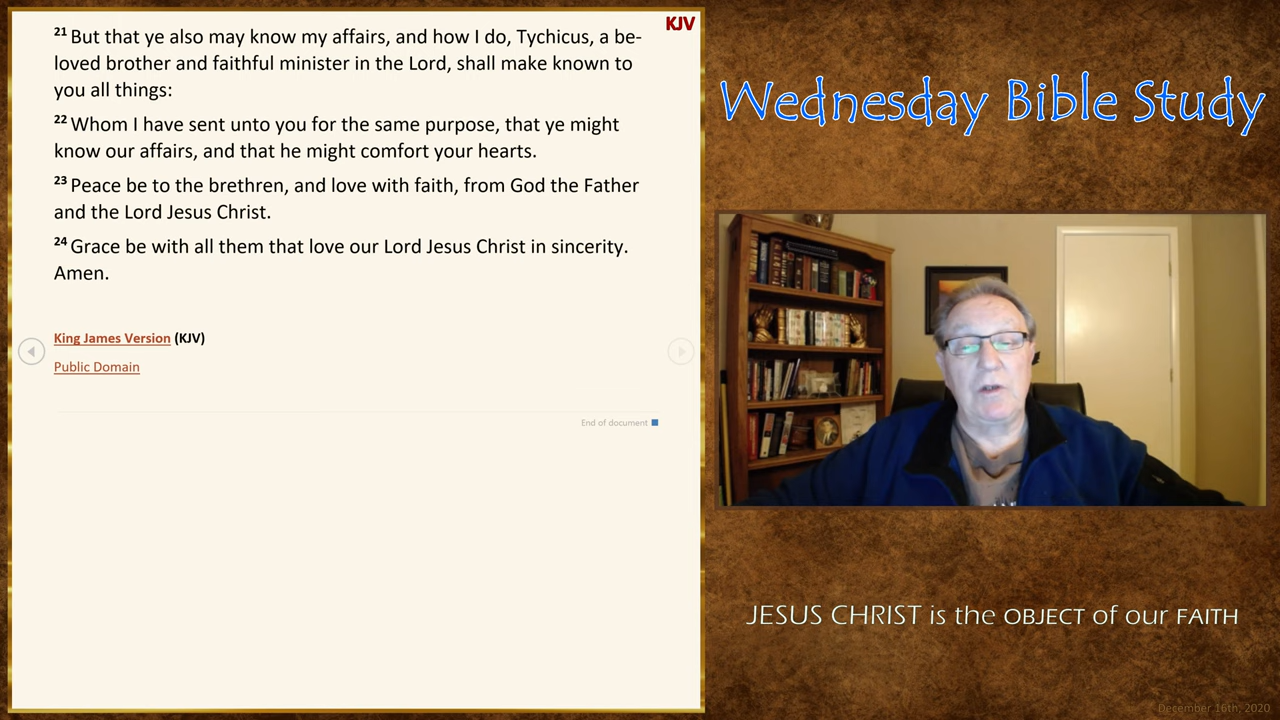 KJV
21 But that ye also may know my affairs, and how I do, Tychicus, a be-
loved brother and faithful minister in the Lord, shall make known to
you all things:
22 Whom I have sent unto you for the same purpose, that ye might
know our affairs, and that he might comfort your hearts.
23 Peace be to the brethren, and love with faith, from God the Father
and the Lord Jesus Christ.
24 Grace be with all them that love our Lord Jesus Christ in sincerity.
Amen.
King James Version (KJV)
Public Domain
End of document
Wednesday Bible Study
JESUS CHRIST is the OBJECT of our FAITH
December 16th, 2020